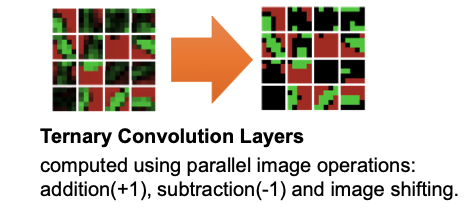 Ternary Convolution Layers
computed using parallel image operations:
addition(+1), subtraction(-1) and image shifting.